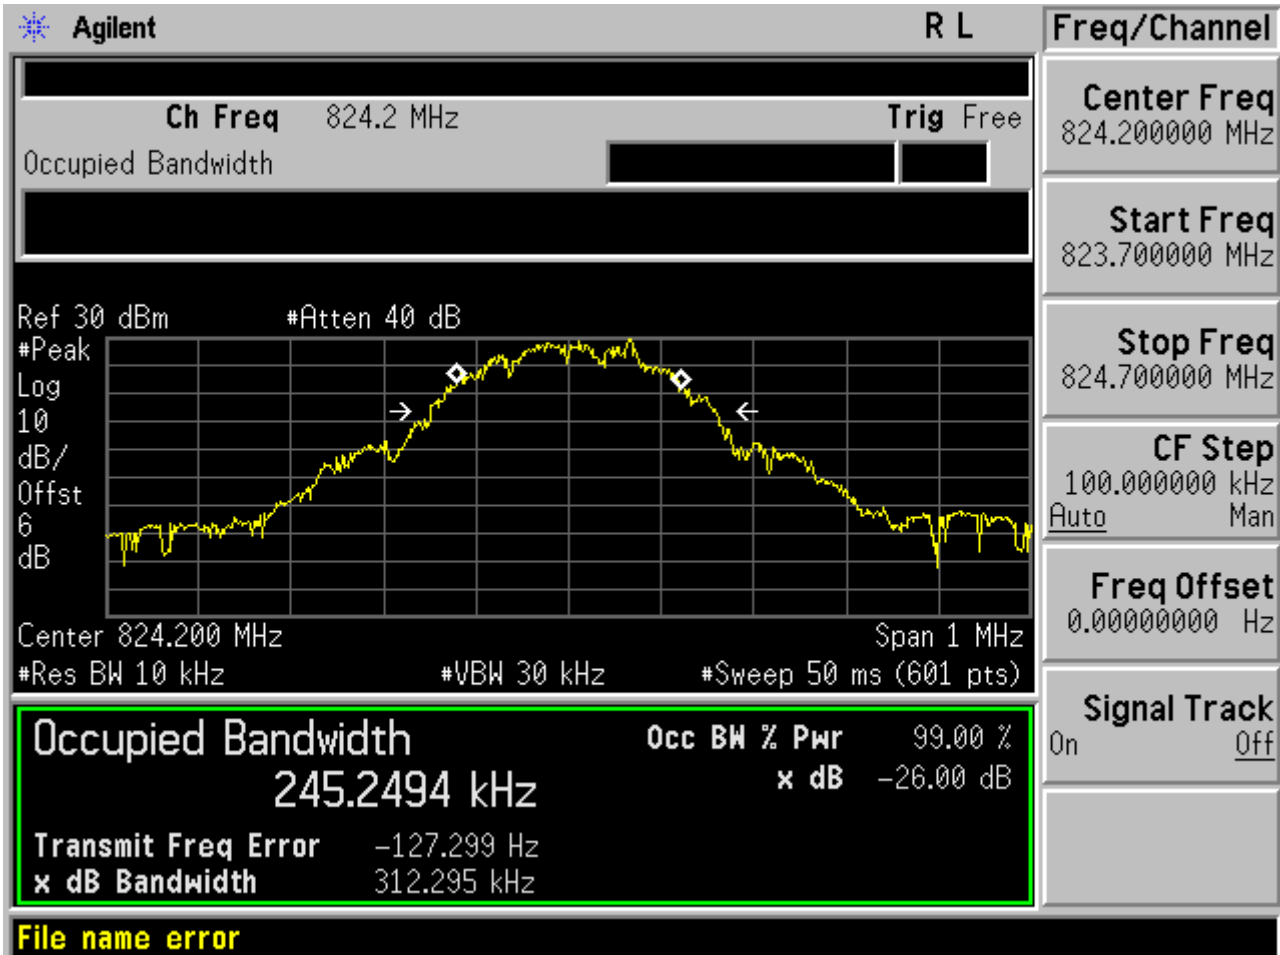 Agilent R L
Ch Freq 824.2 MHz Trig Free
Occupied Bandwidth
Ref 30 dBm #Atten 40 dB
#Peak
Log
10
dB/
Offst
6
dB
Center 824.200 MHz Span 1 MHz
#Res BW 10 kHz #VBW 30 kHz #Sweep 50 ms (601 pts)
Occupied Bandwidth
245.2494 kHz
Occ BW % Pwr 99.00 %
x dB -26.00 dB
Transmit Freq Error -127.299 Hz
x dB Bandwidth 312.295 kHz
File name error
Freq/Channel
Center Freq
824.200000 MHz
Start Freq
823.700000 MHz
Stop Freq
824.700000 MHz
CF Step
100.000000 kHz
Auto Man
Freq Offset
0.00000000 Hz
Signal Track
On Off